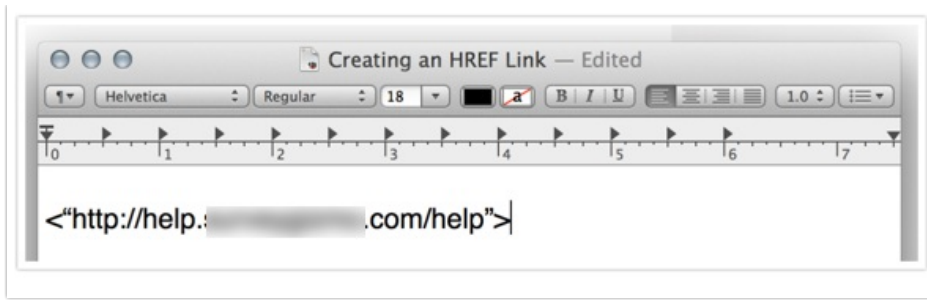 Creating an HREF Link — Edited
¶ Helvetica Regular 18 a B I U 1.0
0 1 2 3 4 5 6 7
<“http://help. .com/help”>